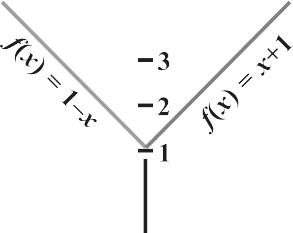 3
f(x) = 1–x
f(x) = x+1
2
1